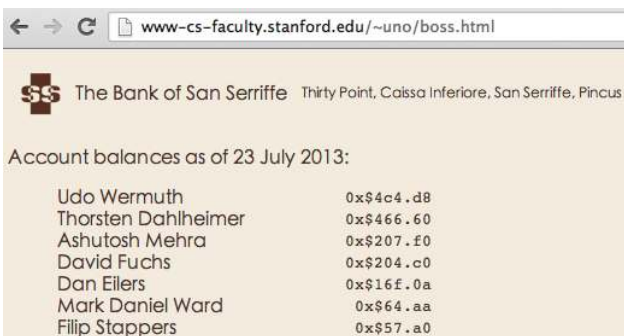 www-cs-faculty.stanford.edu/~uno/boss.html
SS The Bank of San Serriffe Thirty Point, Caissa Inferiore, San Serriffe, Pincus
Account balances as of 23 July 2013:
Udo Wermuth 0x$4c4.d8
Thorsten Dahlheimer 0x$466.60
Ashutosh Mehra 0x$207.f0
David Fuchs 0x$204.c0
Dan Eilers 0x$16f.0a
Mark Daniel Ward 0x$64.aa
Filip Stappers 0x$57.a0